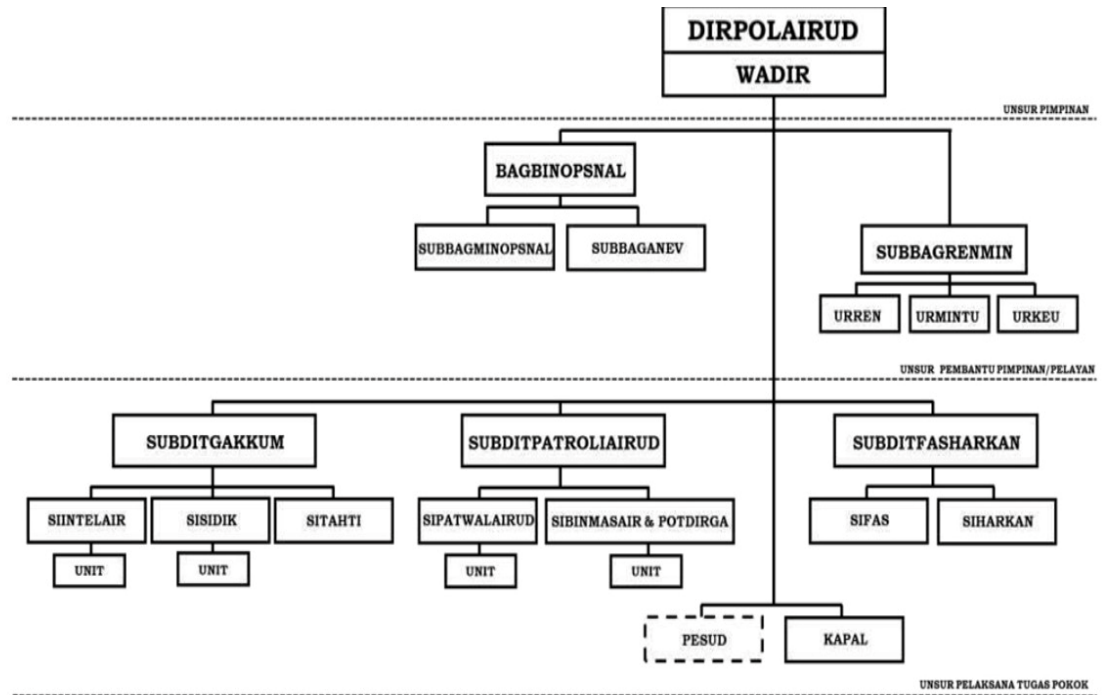 DIRPOLAIRUD
WADIR
UNSUR PIMPINAN
BAGBINOPSNAL
SUBBAGMINOPSNAL
SUBBAGANEV
SUBBAGRENMIN
URREN
URMINTU
URKEU
UNSUR PEMBANTU PIMPINAN/PELAYAN
SUBDITGAKKUM
SUBDITPATROLIAIRUD
SUBDITFASHARKAN
SIINTELAIR
SISIDIK
SITAHTI
SIPATWALAIRUD
SIBINMASAIR & POTDIRGA
SIFAS
SIHARKAN
UNIT
UNIT
UNIT
UNIT
PESUD
KAPAL
UNSUR PELAKSANA TUGAS POKOK